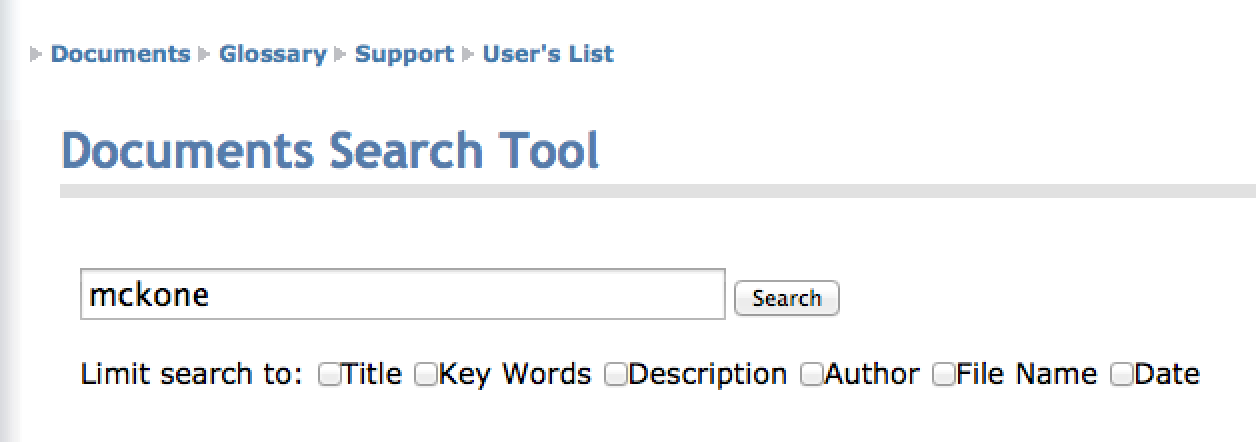 Documents Glossary Support User's List
Documents Search Tool
mckone Search
Limit search to: Title Key Words Description Author File Name Date